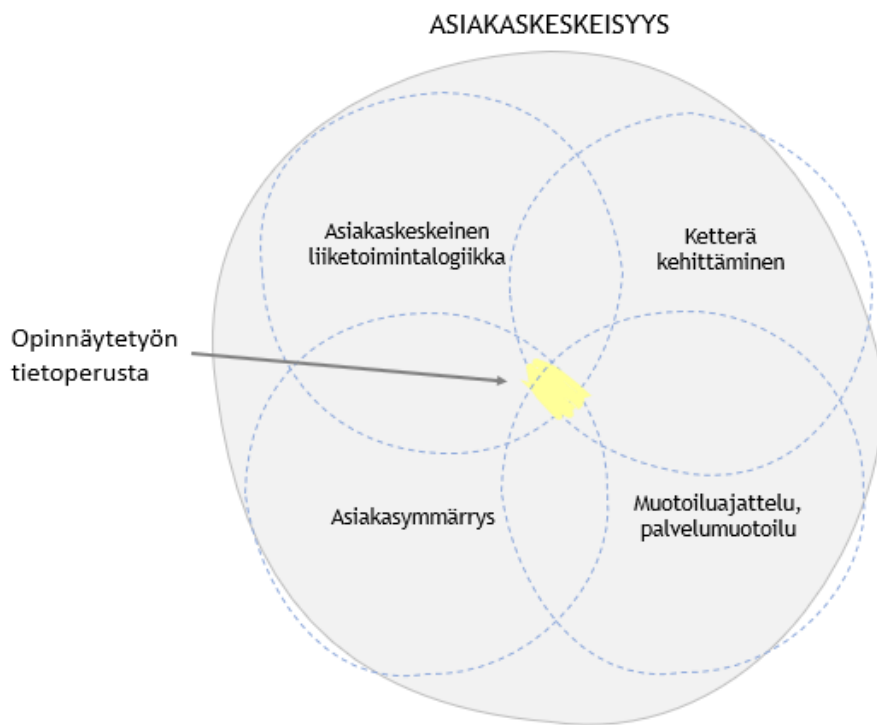 ASIAKASKESKEISYYS
Asiakaskeskeinen
liiketoimintalogiikka
Ketterä
kehittäminen
Opinnäytetyön
tietoperusta
Asiakasymmärrys
Muotoiluajattelu,
palvelumuotoilu